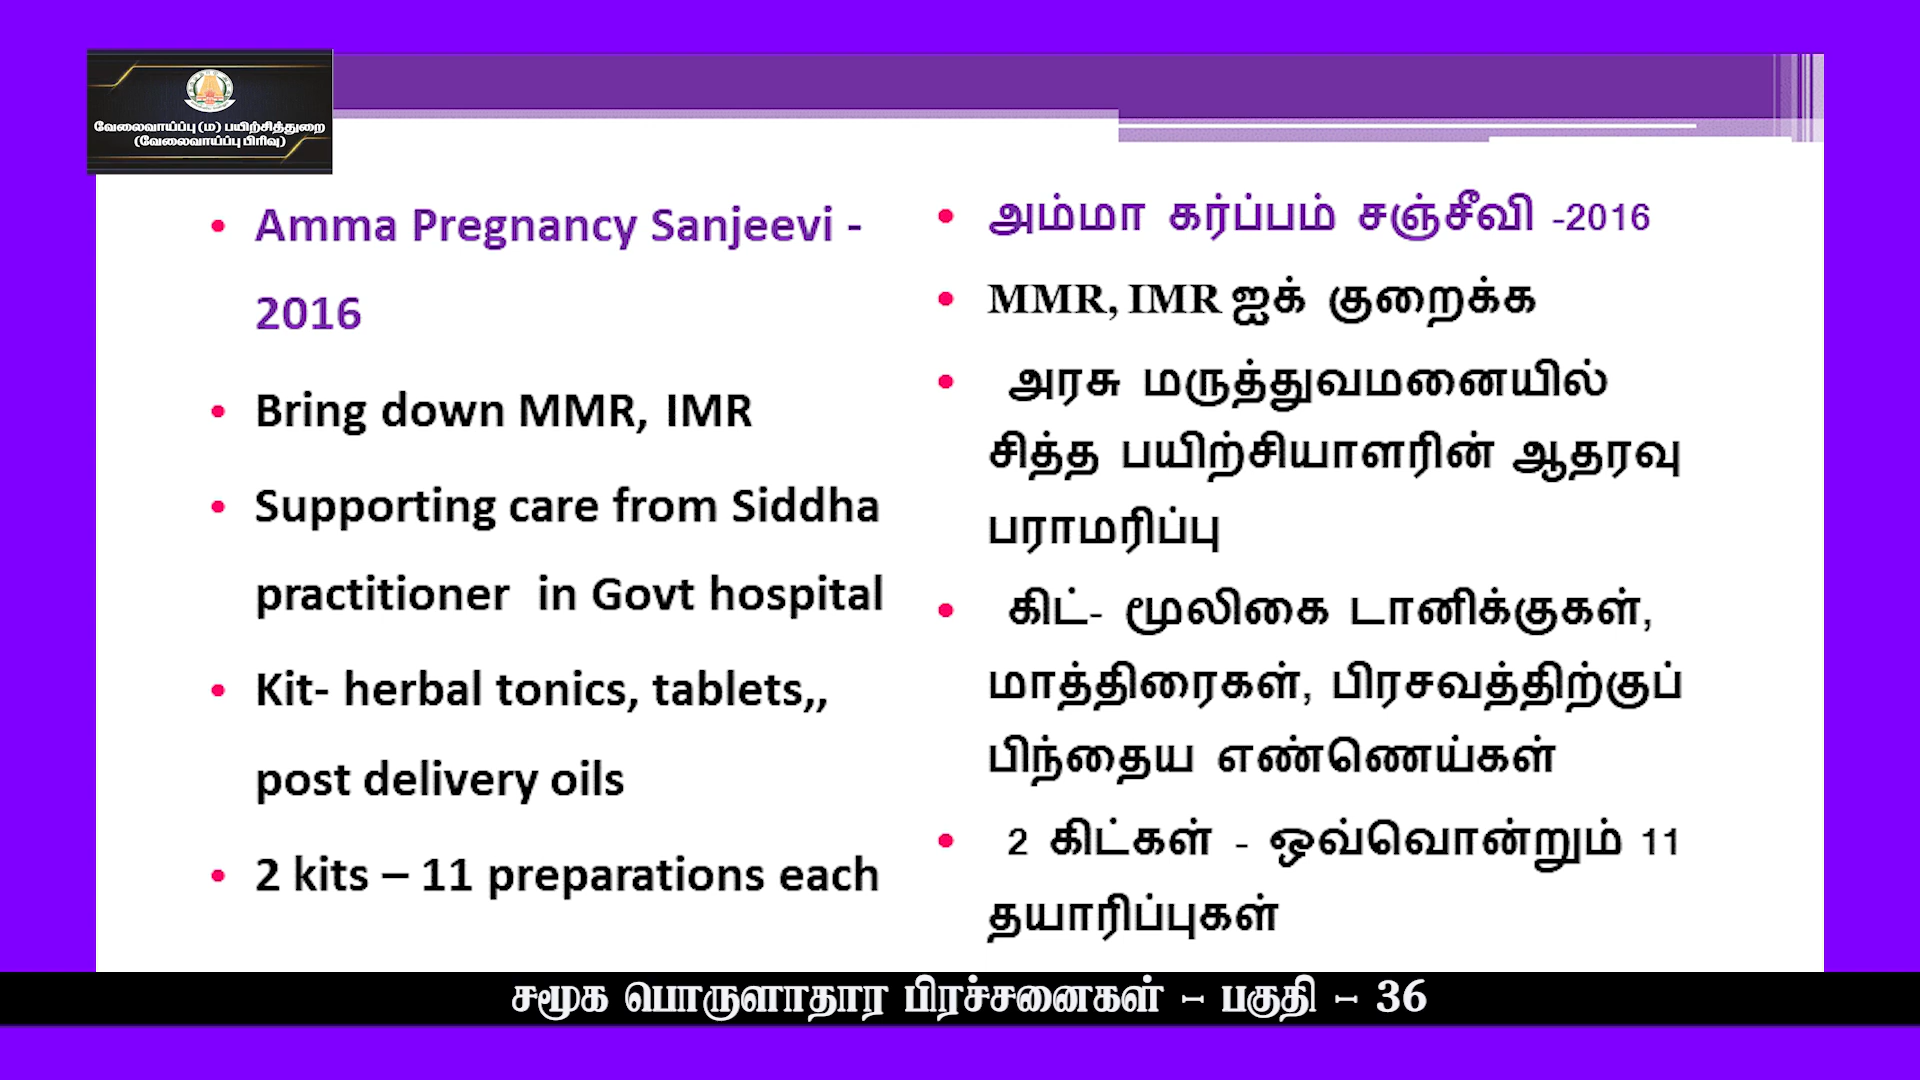 வேலைவாய்ப்பு (ம) பயிற்சித்துறை
(வேலைவாய்ப்பு பிரிவு)
• Amma Pregnancy Sanjeevi -
2016
• Bring down MMR, IMR
• Supporting care from Siddha
practitioner in Govt hospital
• Kit- herbal tonics, tablets,,
post delivery oils
• 2 kits – 11 preparations each
• அம்மா கர்ப்பம் சஞ்சீவி -2016
• MMR, IMR ஐக் குறைக்க
• அரசு மருத்துவமனையில்
சித்த பயிற்சியாளரின் ஆதரவு
பராமரிப்பு
• கிட்- மூலிகை டானிக்குகள்,
மாத்திரைகள், பிரசவத்திற்குப்
பிந்தைய எண்ணெய்கள்
• 2 கிட்கள் - ஒவ்வொன்றும் 11
தயாரிப்புகள்
சமூக பொருளாதார பிரச்சனைகள் - பகுதி - 36